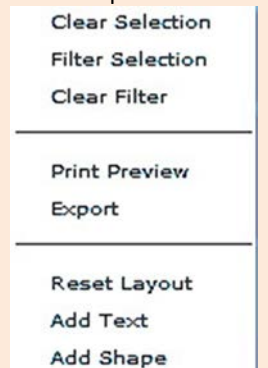 Clear Selection
Filter Selection
Clear Filter
Print Preview
Export
Reset Layout
Add Text
Add Shape